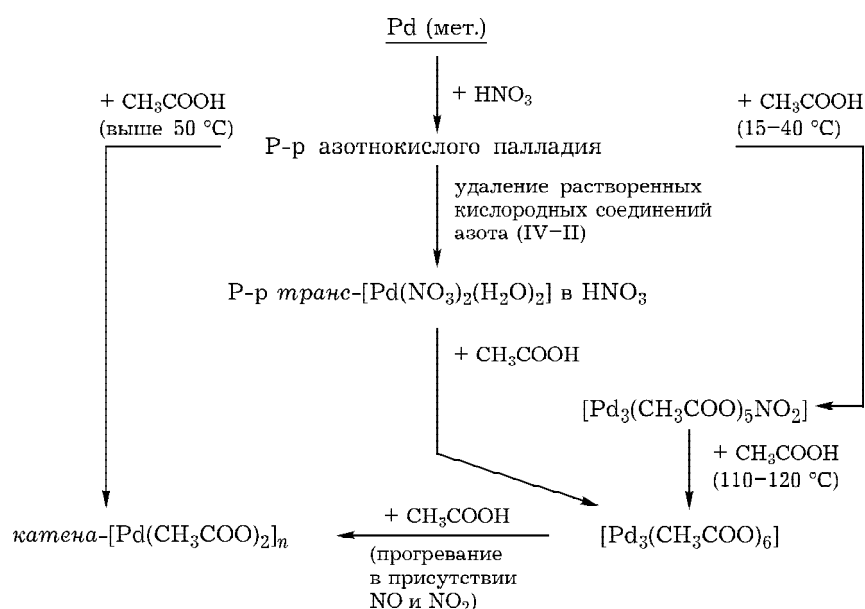 Pd (мет.)
+ HNO₃
+ CH₃COOH
(выше 50 °C)
+ CH₃COOH
(15–40 °C)
Р-р азотнокислого палладия
удаление растворенных
кислородных соединений
азота (IV–II)
Р-р транс-[Pd(NO₃)₂(H₂O)₂] в HNO₃
+ CH₃COOH
[Pd₃(CH₃COO)₅NO₂]
+ CH₃COOH
(110–120 °C)
катена-[Pd(CH₃COO)₂]ₙ
+ CH₃COOH
(прогревание
в присутствии
NO и NO₂)
[Pd₃(CH₃COO)₆]